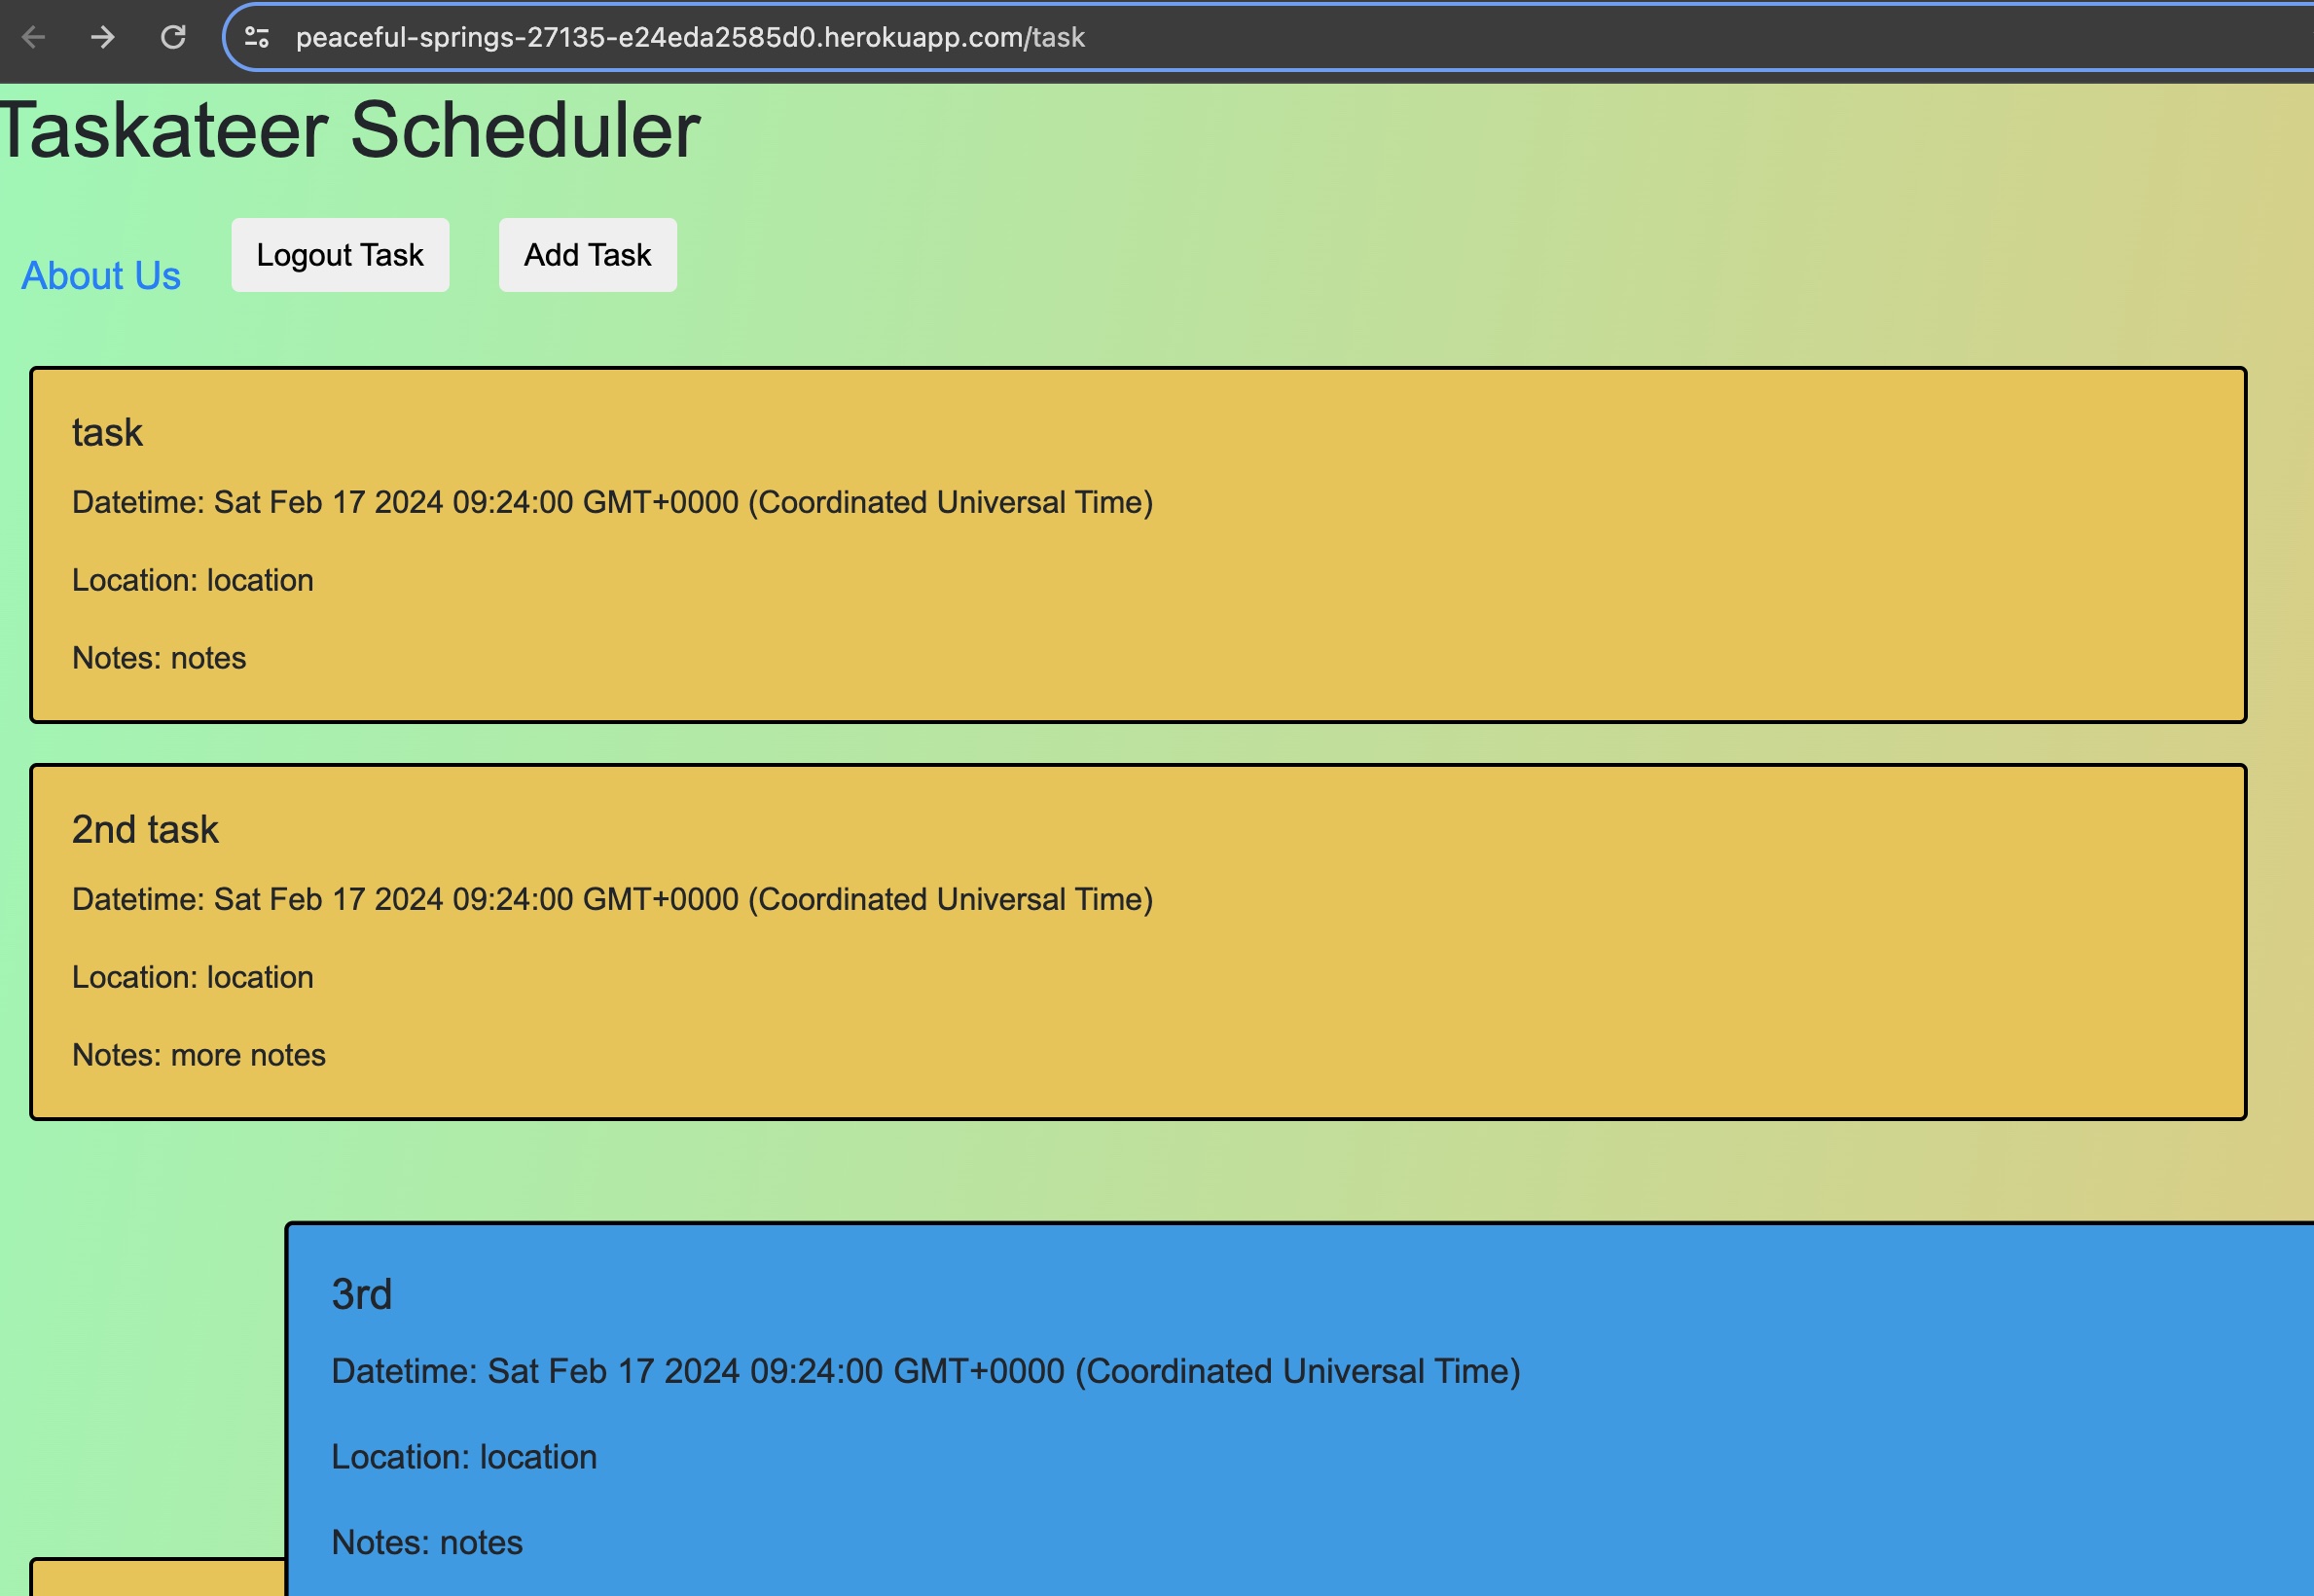 peaceful-springs-27135-e24eda2585d0.herokuapp.com/task
Taskateer Scheduler
About Us
Logout Task
Add Task
task
Datetime: Sat Feb 17 2024 09:24:00 GMT+0000 (Coordinated Universal Time)
Location: location
Notes: notes
2nd task
Datetime: Sat Feb 17 2024 09:24:00 GMT+0000 (Coordinated Universal Time)
Location: location
Notes: more notes
3rd
Datetime: Sat Feb 17 2024 09:24:00 GMT+0000 (Coordinated Universal Time)
Location: location
Notes: notes